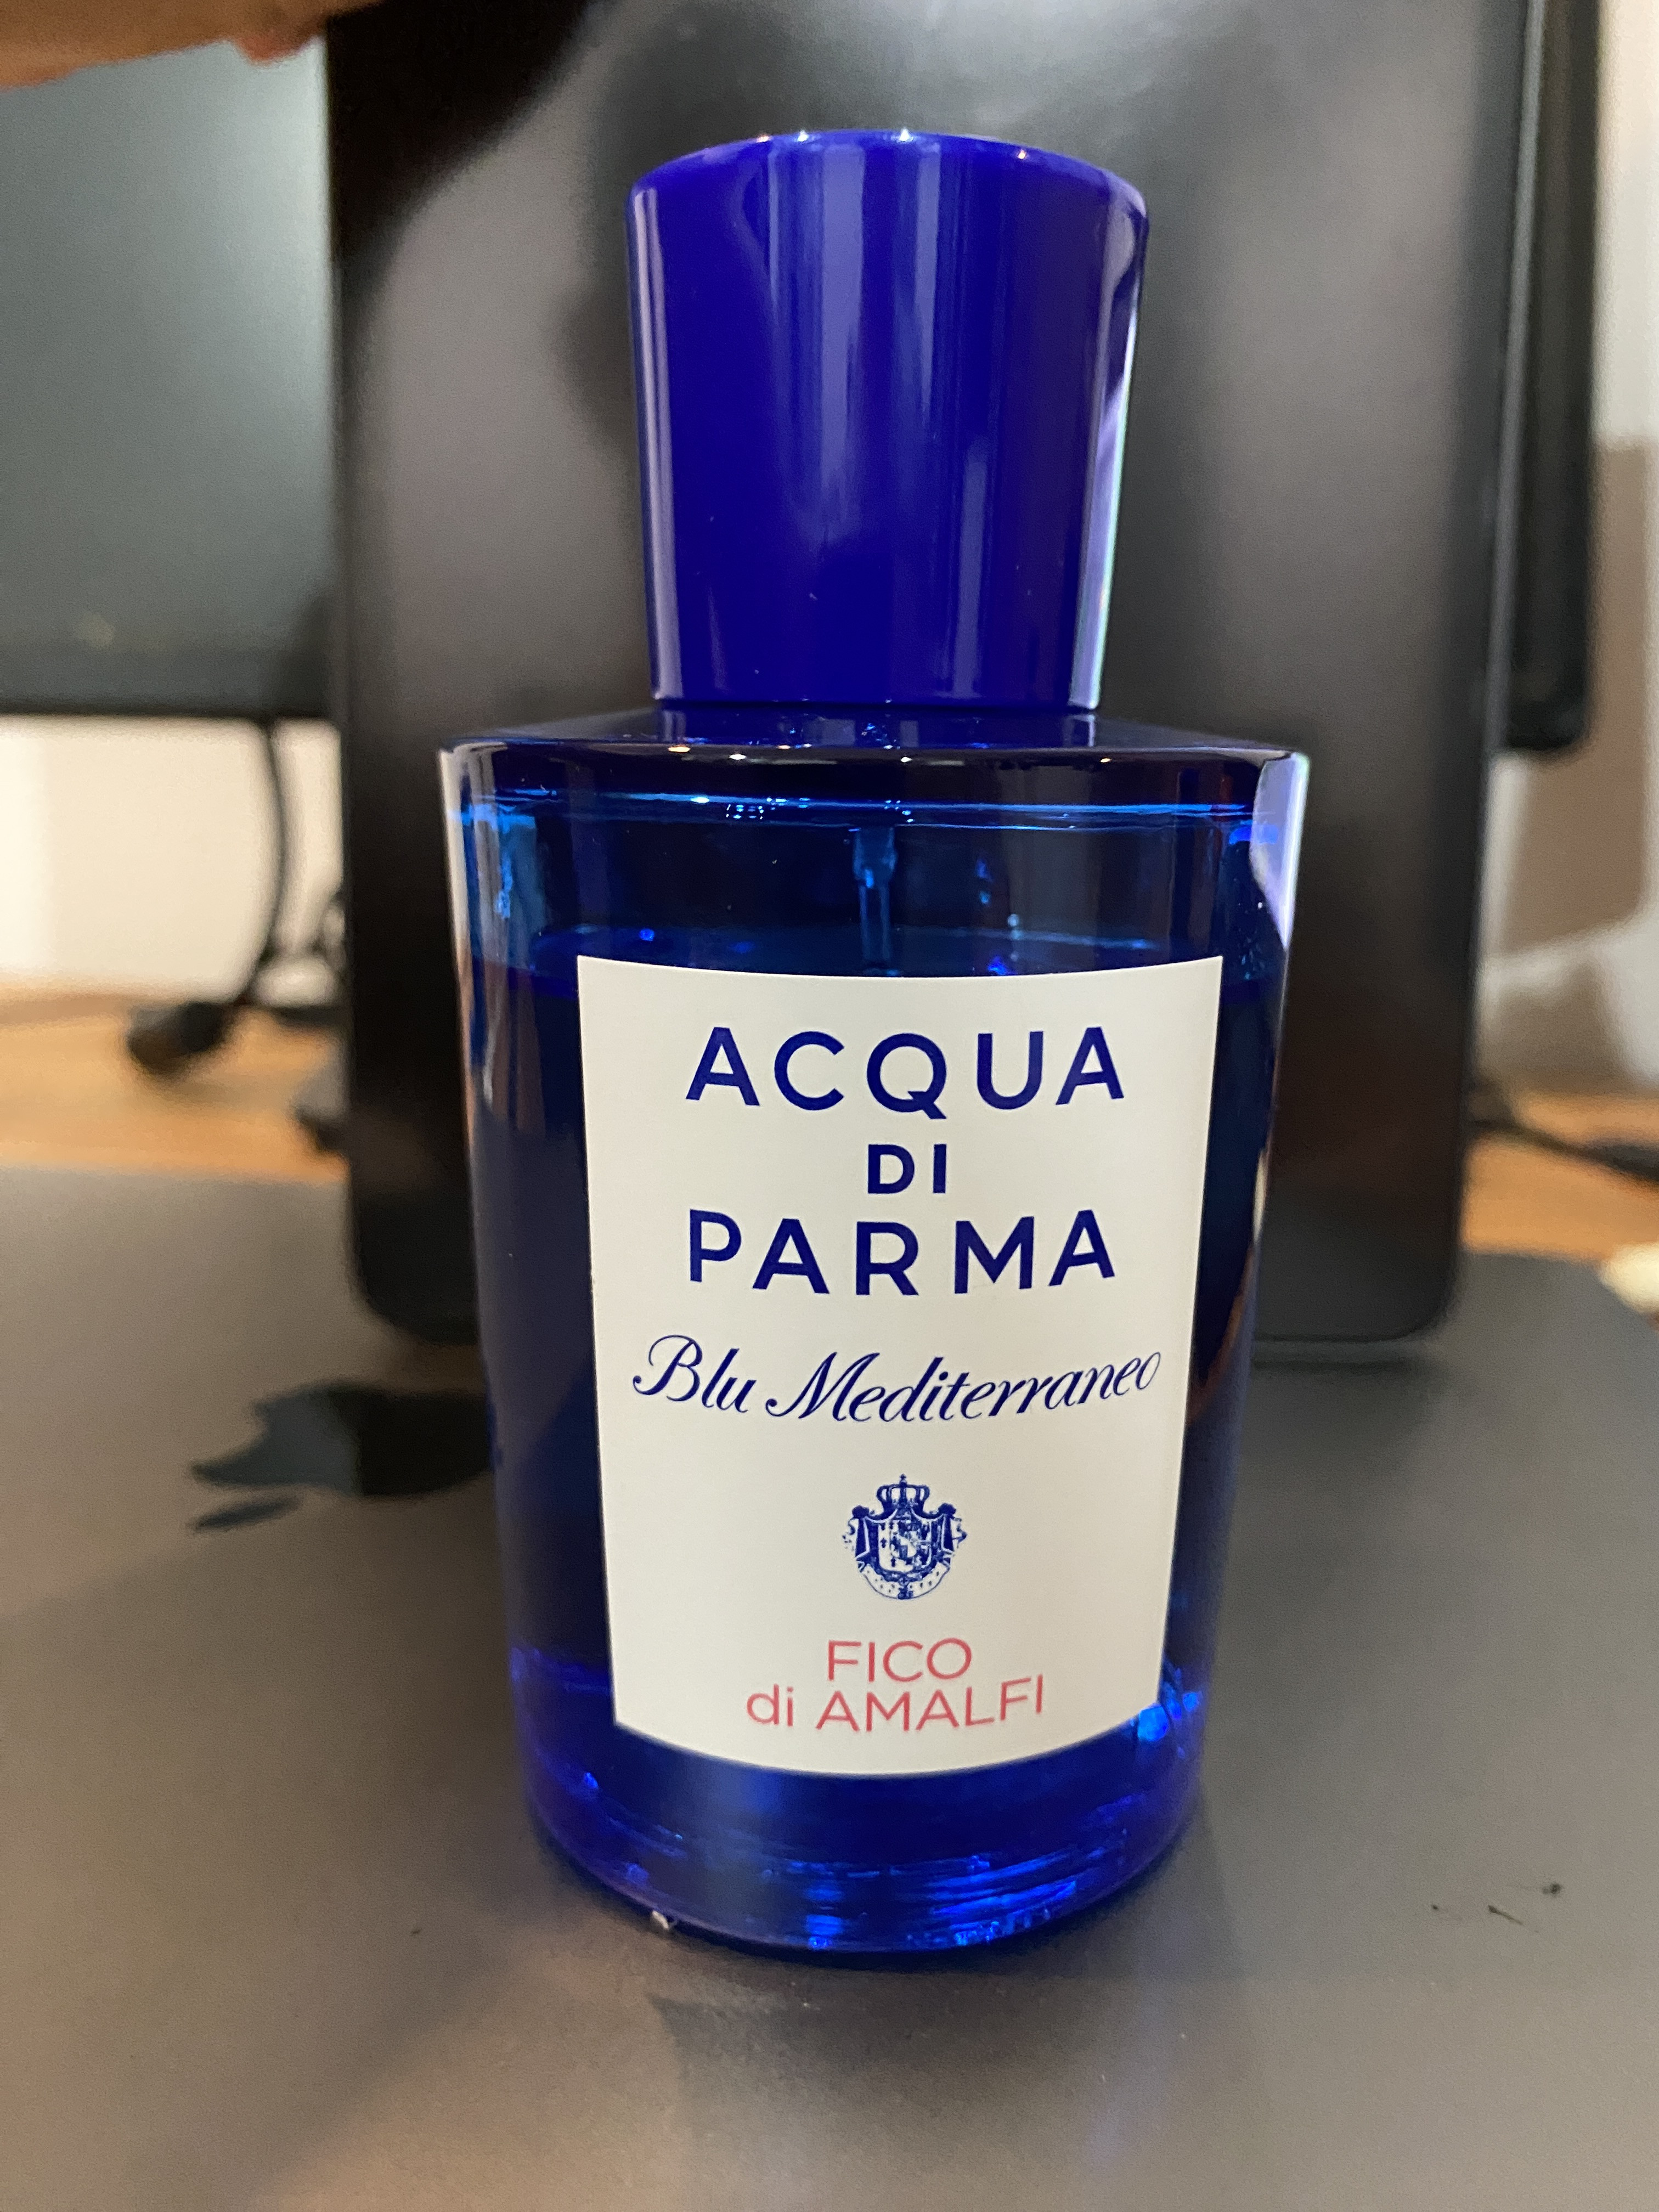 ACQUA
DI
PARMA
Blu Mediterraneo
FICO
di AMALFI